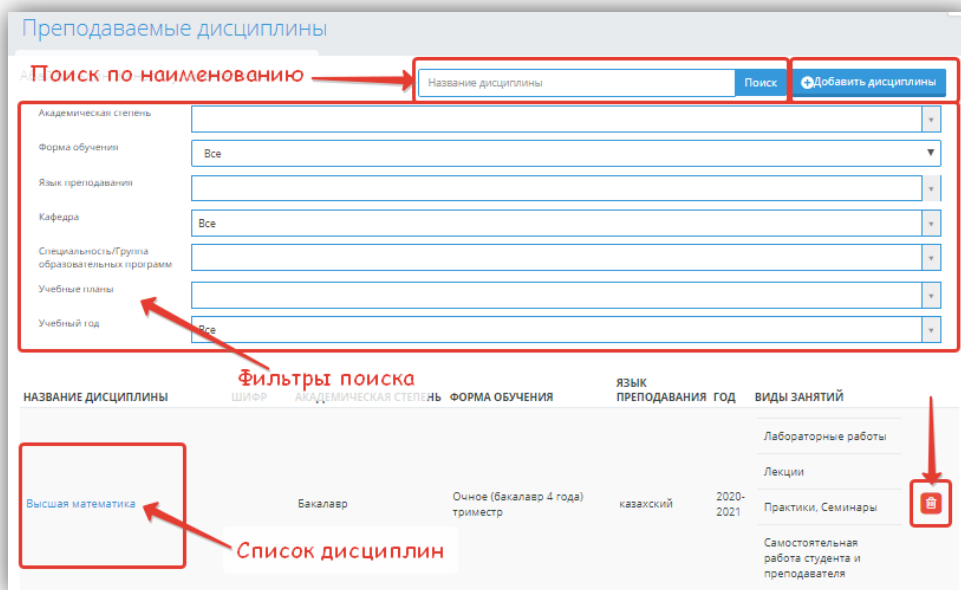 Преподаваемые дисциплины
Поиск по наименованию
Название дисциплины
Поиск
Добавить дисциплины
Академическая степень
Форма обучения
Все
Язык преподавания
Кафедра
Все
Специальность/Группа
образовательных программ
Учебные планы
Учебный год
Все
Фильтры поиска
НАЗВАНИЕ ДИСЦИПЛИНЫ
ШИФР
АКАДЕМИЧЕСКАЯ СТЕПЕНЬ
ФОРМА ОБУЧЕНИЯ
ЯЗЫК
ПРЕПОДАВАНИЯ
ГОД
ВИДЫ ЗАНЯТИЙ
Высшая математика
Бакалавр
Очное (бакалавр 4 года)
триместр
казахский
2020-
2021
Лабораторные работы
Лекции
Практики, Семинары
Самостоятельная
работа студента и
преподавателя
Список дисциплин